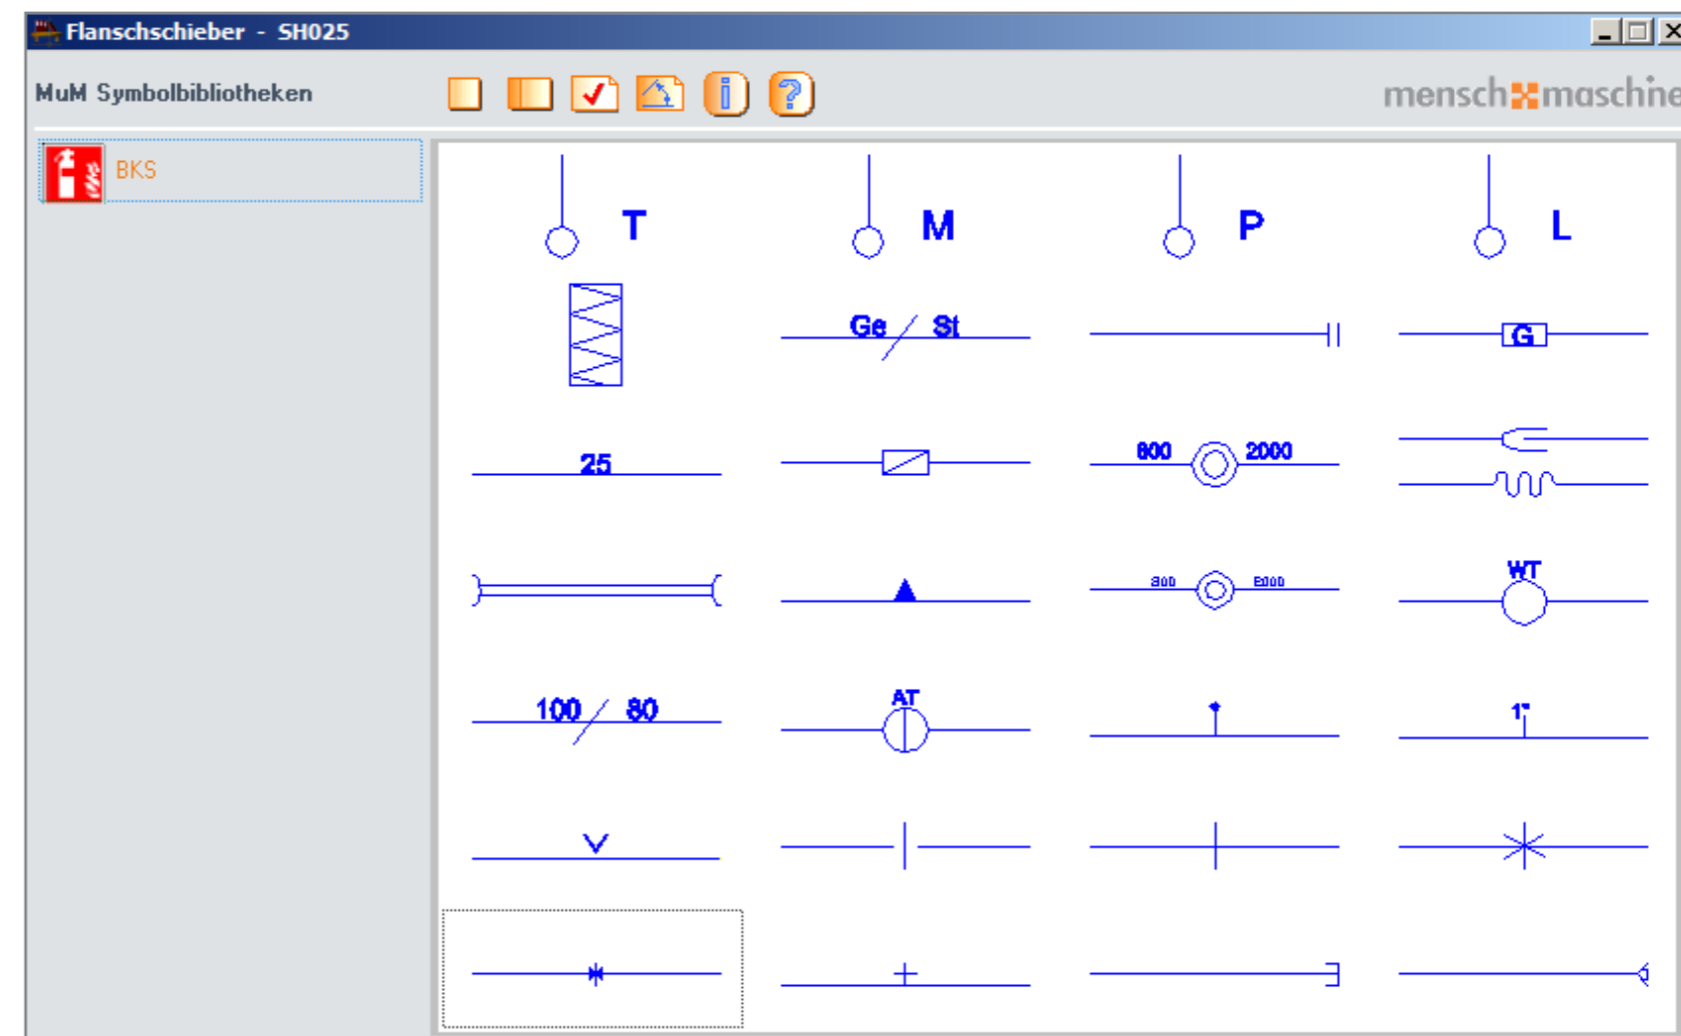 Flanschschieber - SH025
MuM Symbolbibliotheken
mensch maschine
BKS
T M P L
Ge / St
G
25
800 2000
WT
100 / 80
AT
1"